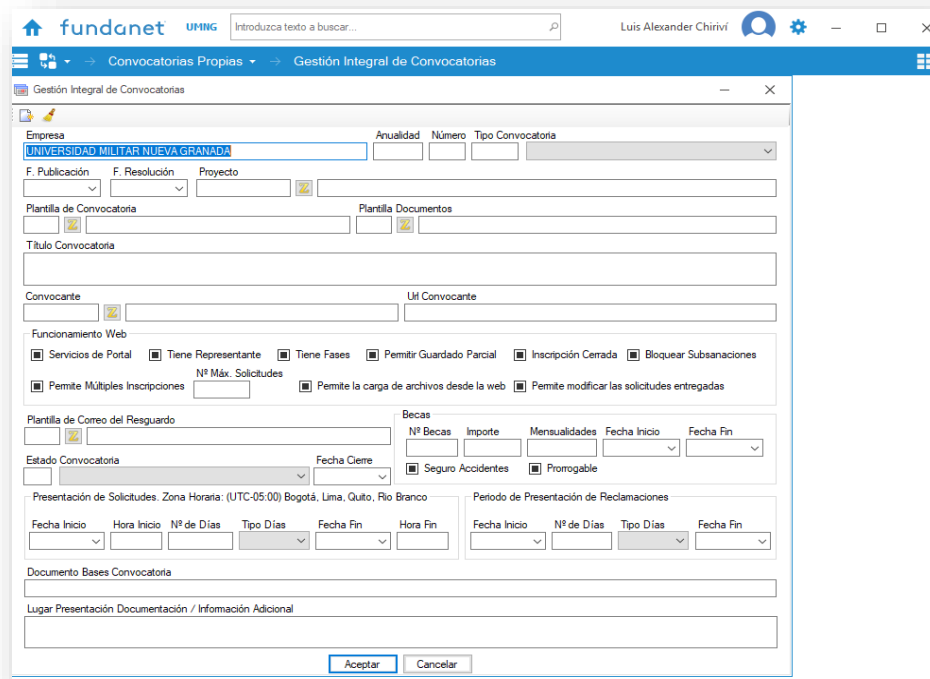 fundanet UMNG Introduzca texto a buscar... Luis Alexander Chiriví
Convocatorias Propias Gestión Integral de Convocatorias
Gestión Integral de Convocatorias
Empresa Anualidad Número Tipo Convocatoria
UNIVERSIDAD MILITAR NUEVA GRANADA
F. Publicación F. Resolución Proyecto
Z
Plantilla de Convocatoria Plantilla Documentos
Z Z
Título Convocatoria
Convocante Url Convocante
Z
Funcionamiento Web
Servicios de Portal Tiene Representante Tiene Fases Permitir Guardado Parcial Inscripción Cerrada Bloquear Subsanaciones
Nº Máx. Solicitudes
Permite Múltiples Inscripciones Permite la carga de archivos desde la web Permite modificar las solicitudes entregadas
Plantilla de Correo del Resguardo
Z
Becas
Nº Becas Importe Mensualidades Fecha Inicio Fecha Fin
Seguro Accidentes Prorrogable
Estado Convocatoria Fecha Cierre
Presentación de Solicitudes. Zona Horaria: (UTC-05:00) Bogotá, Lima, Quito, Rio Branco
Fecha Inicio Hora Inicio Nº de Días Tipo Días Fecha Fin Hora Fin
Periodo de Presentación de Reclamaciones
Fecha Inicio Nº de Días Tipo Días Fecha Fin
Documento Bases Convocatoria
Lugar Presentación Documentación / Información Adicional
Aceptar Cancelar